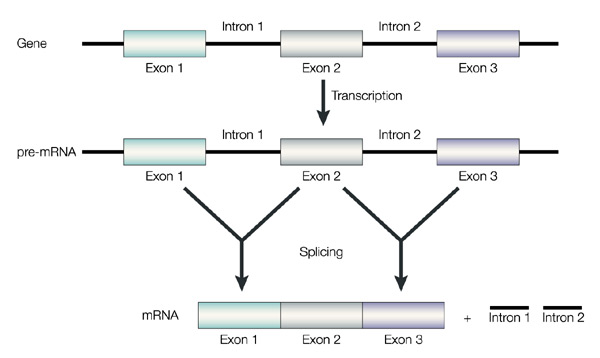 Intron 1 Intron 2
Gene
Exon 1 Exon 2 Exon 3
Transcription
Intron 1 Intron 2
pre-mRNA
Exon 1 Exon 2 Exon 3
Splicing
mRNA + Intron 1 Intron 2
Exon 1 Exon 2 Exon 3